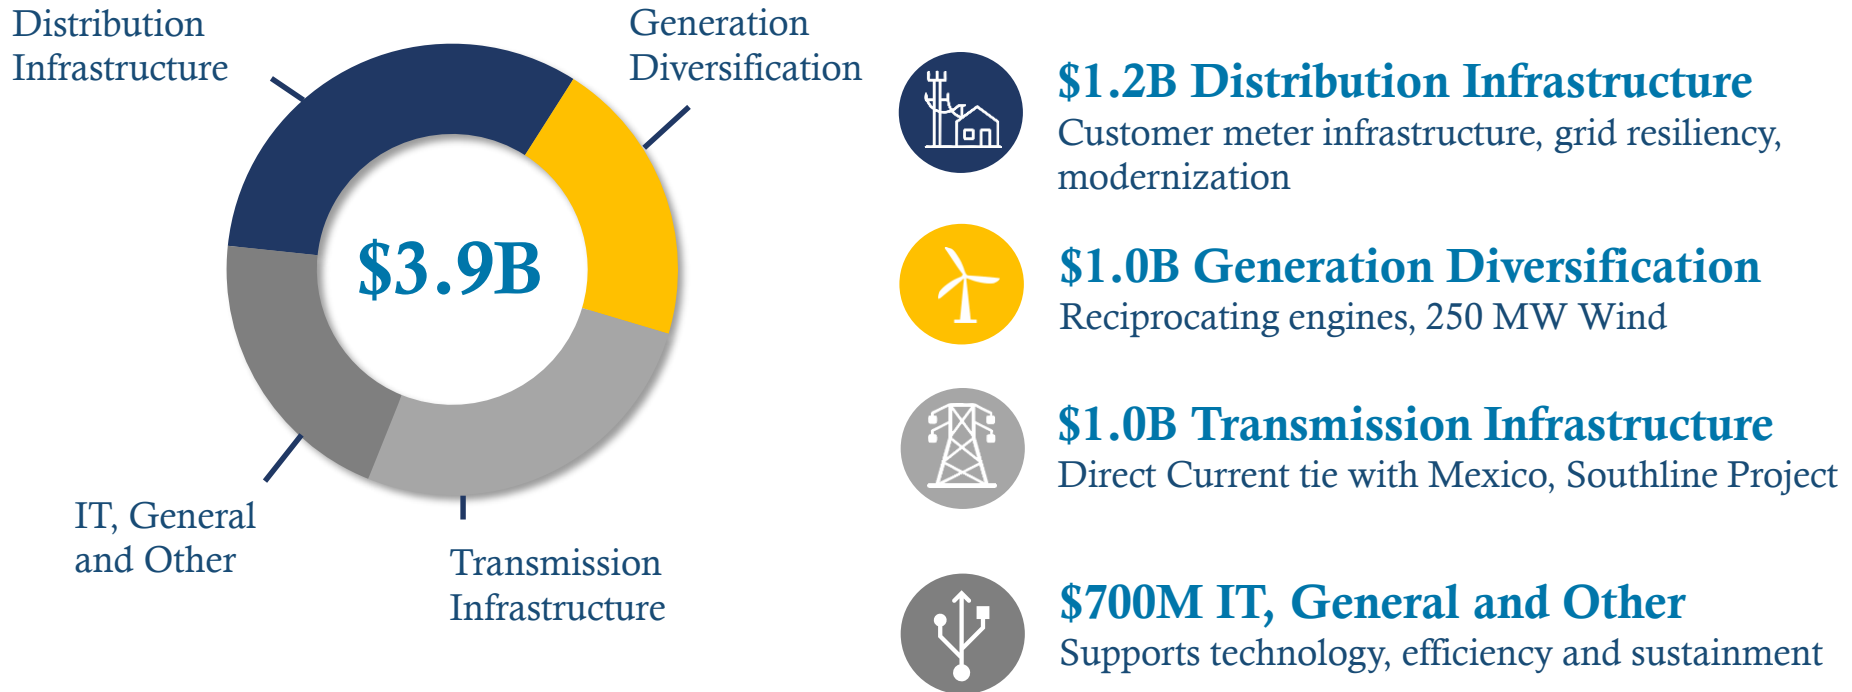 Distribution
Infrastructure
Generation
Diversification
$3.9B
IT, General
and Other
Transmission
Infrastructure
$1.2B Distribution Infrastructure
Customer meter infrastructure, grid resiliency,
modernization
$1.0B Generation Diversification
Reciprocating engines, 250 MW Wind
$1.0B Transmission Infrastructure
Direct Current tie with Mexico, Southline Project
$700M IT, General and Other
Supports technology, efficiency and sustainment